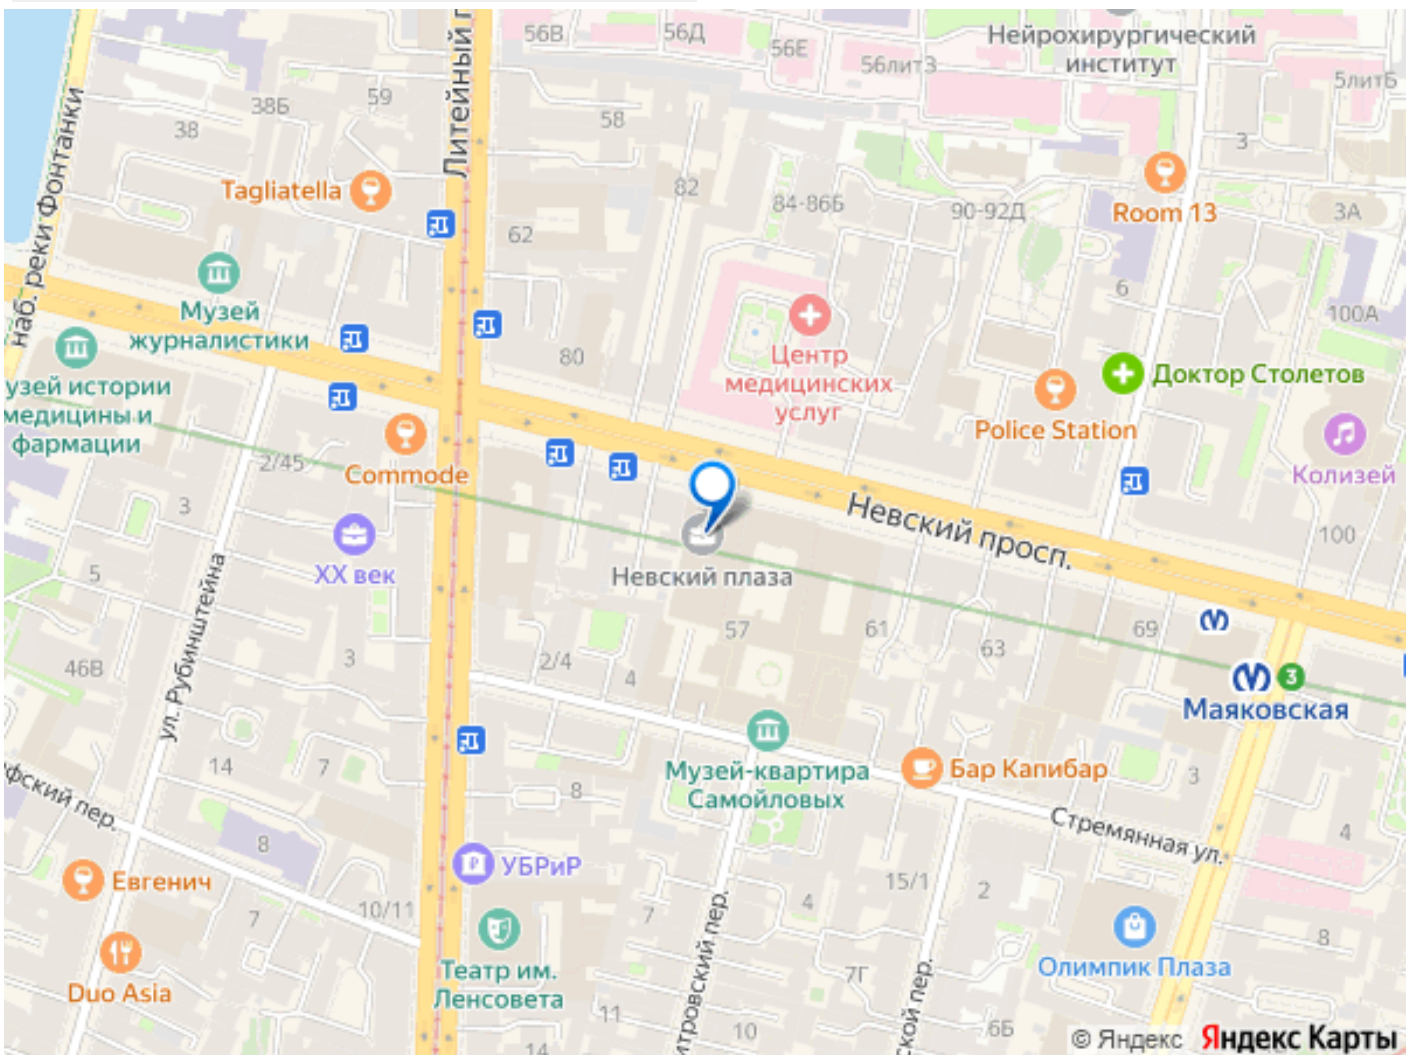 56В
56Д
56Е
56лит3
Нейрохирургический
институт
5литБ
Литейный п
наб. реки Фонтанки
59
38Б
38
58
3
Tagliatella
82
84-86Б
90-92Д
Room 13
3А
62
Музей
журналистики
6
100А
80
Центр
медицинских
услуг
Доктор Столетов
узей истории
медицины и
фармации
Police Station
Колизей
2/45
Commode
3
Невский просп.
100
ХХ век
Невский плаза
5
ул. Рубинштейна
57
61
63
69
46В
3
2/4
4
3
Маяковская
14
7
8
Музей-квартира
Самойловых
Бар Капибар
3
фский пер.
Стремянная ул.
4
8
УБРиР
Евгенич
7
10/11
15/1
2
4
7
8
Театр им.
Ленсовета
Олимпик Плаза
Duo Asia
7Г
итровский пер.
ской пер.
11
10
6Б
14
© Яндекс Яндекс Карты